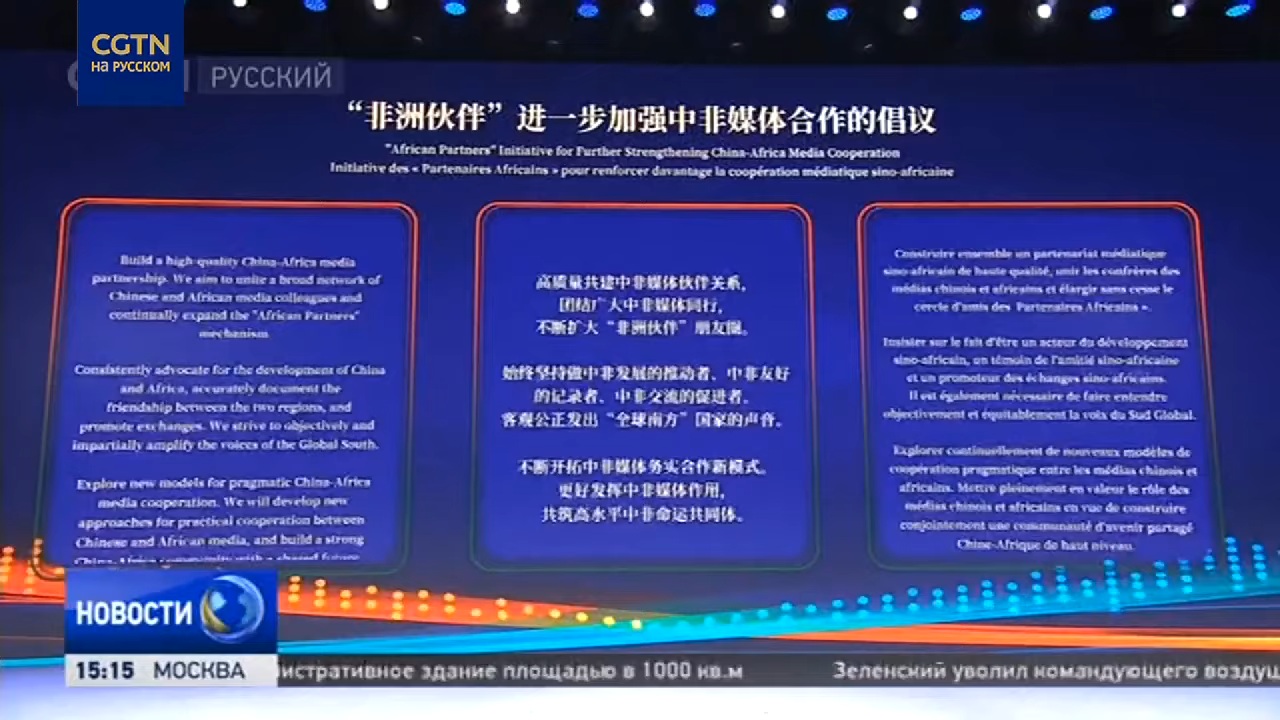 CGTN
НА РУССКОМ
РУССКИЙ
“非洲伙伴”进一步加强中非媒体合作的倡议
"African Partners" Initiative for Further Strengthening China-Africa Media Cooperation
Initiative des « Partenaires Africains » pour renforcer davantage la coopération médiatique sino-africaine
Build a high-quality China-Africa media
partnership. We aim to unite a broad network of
Chinese and African media colleagues and
continually expand the "African Partners"
mechanism.
Consistently advocate for the development of China
and Africa, accurately document the
friendship between the two regions, and
promote exchanges. We strive to objectively and
impartially amplify the voices of the Global South.
Explore new models for pragmatic China-Africa
media cooperation. We will develop new
approaches for practical cooperation between
Chinese and African media, and build a strong
China-Africa community with a shared future
高质量共建中非媒体伙伴关系，
团结广大中非媒体同行，
不断扩大“非洲伙伴”朋友圈。
始终坚持做中非发展的推动者、中非友好
的记录者、中非交流的促进者，
客观公正发出“全球南方”国家的声音。
不断开拓中非媒体务实合作新模式，
更好发挥中非媒体作用，
共筑高水平中非命运共同体。
Construire ensemble un partenariat médiatique
sino-africain de haute qualité, unir les confrères des
médias chinois et africains et élargir sans cesse le
cercle d'amis des Partenaires Africains ».
Insister sur le fait d'être un acteur du développement
sino-africain, un témoin de l'amitié sino-africaine
et un promoteur des échanges sino-africains.
Il est également nécessaire de faire entendre
objectivement et équitablement la voix du Sud Global.
Explorer continuellement de nouveaux modèles de
coopération pragmatique entre les médias chinois et
africains. Mettre pleinement en valeur le rôle des
médias chinois et africains en vue de construire
conjointement une communauté d'avenir partagé
Chine-Afrique de haut niveau.
НОВОСТИ
15:15 МОСКВА
истративное здание площадью в 1000 кв.м Зеленский уволил командующего воздуш